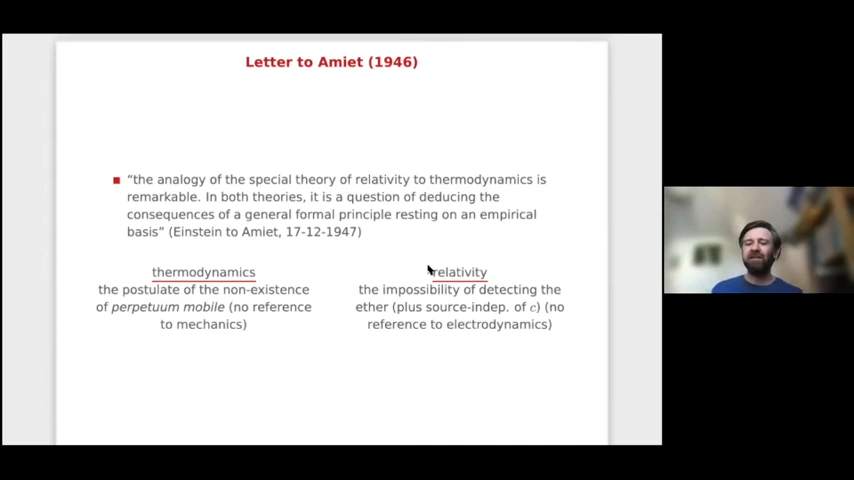 Letter to Amiet (1946)
“the analogy of the special theory of relativity to thermodynamics is
remarkable. In both theories, it is a question of deducing the
consequences of a general formal principle resting on an empirical
basis” (Einstein to Amiet, 17-12-1947)
thermodynamics
the postulate of the non-existence
of perpetuum mobile (no reference
to mechanics)
relativity
the impossibility of detecting the
ether (plus source-indep. of c) (no
reference to electrodynamics)